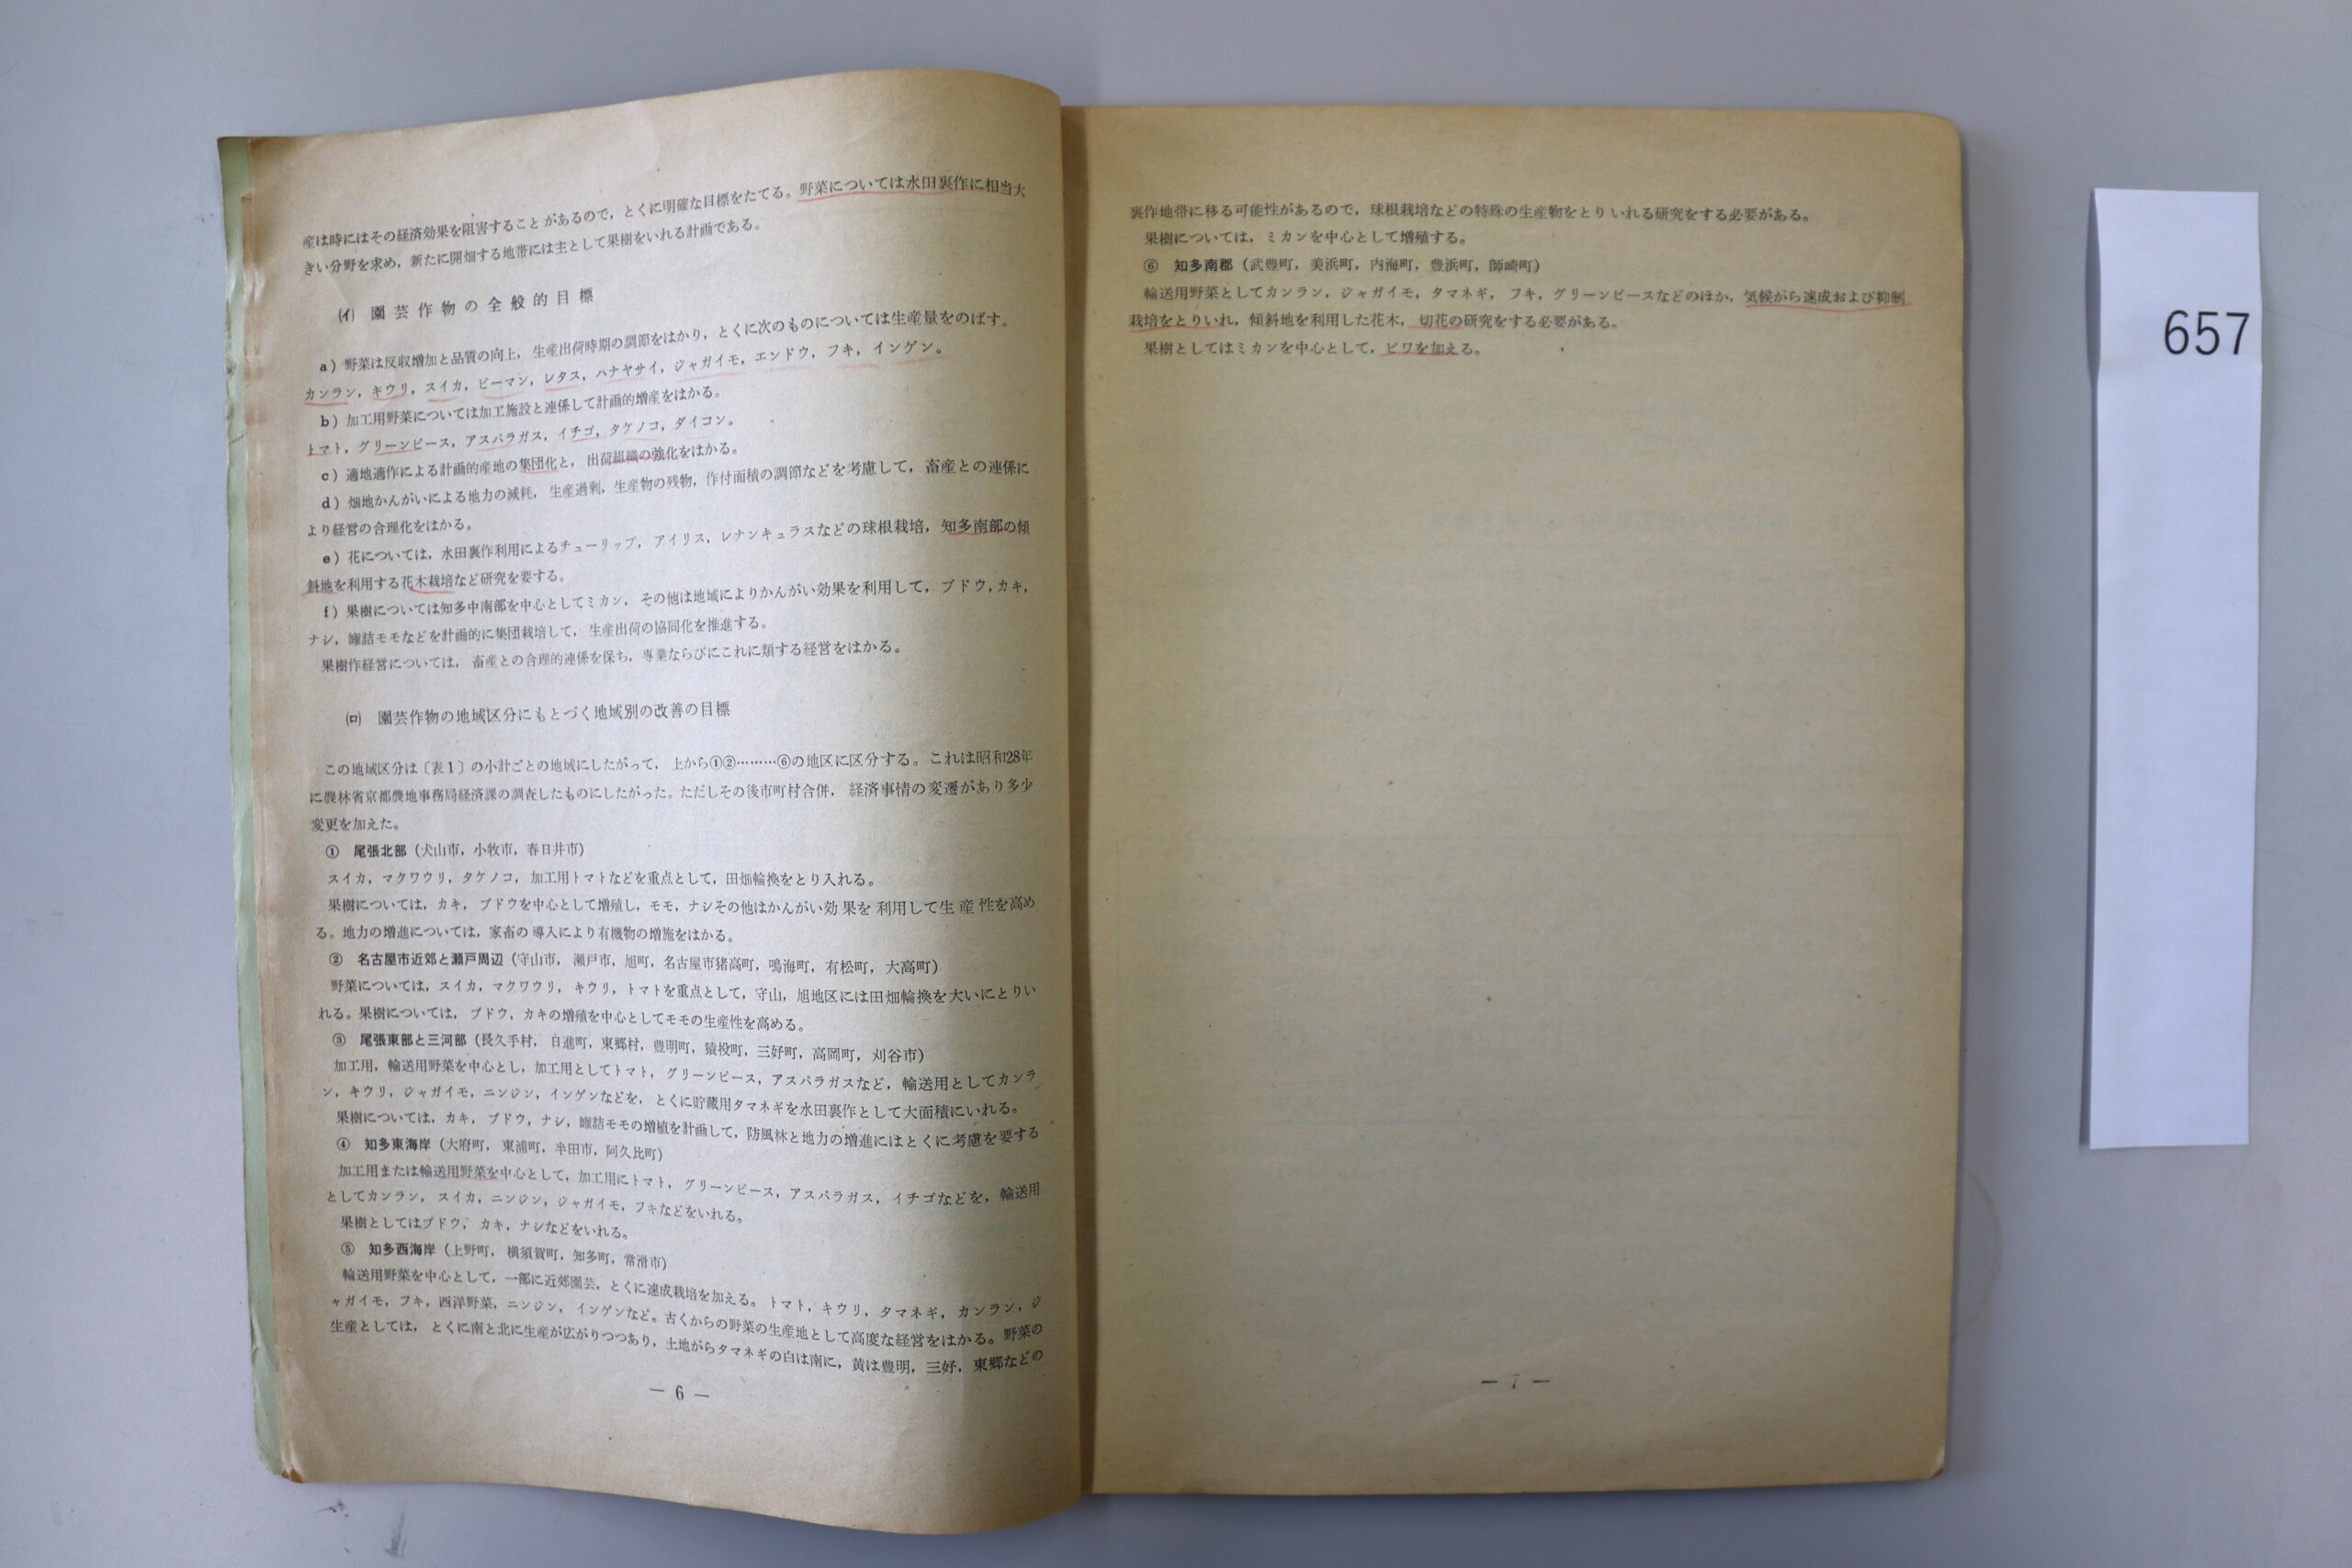 産は時にはその経済効果を阻害することがあるので，とくに明確な目標をたてる。野菜については水田裏作に相当大
きい分野を求め，新たに開畑する地帯には主として果樹をいれる計画である。
(イ) 園芸作物の全般的目標
a) 野菜は反収増加と品質の向上，生産出荷時期の調節をはかり，とくに次のものについては生産量をのばす。
カンラン，キウリ，スイカ，ピーマン，レタス，ハナヤサイ，ジャガイモ，エンドウ，フキ，インゲン。
b) 加工用野菜については加工施設と連係して計画的増産をはかる。
トマト，グリーンピース，アスパラガス，イチゴ，タケノコ，ダイコン。
c) 適地適作による計画的産地の集団化と，出荷組織の強化をはかる。
d) 畑地かんがいによる地力の減耗，生産過剰，生産物の残物，作付面積の調節などを考慮して，畜産との連係に
より経営の合理化をはかる。
e) 花については，水田裏作利用によるチューリップ，アイリス，レナンキュラスなどの球根栽培，知多南部の傾
斜地を利用する花木栽培など研究を要する。
f) 果樹については知多中南部を中心としてミカン，その他は地域によりかんがい効果を利用して，ブドウ，カキ，
ナシ，罐詰モモなどを計画的に集団栽培して，生産出荷の協同化を推進する。
果樹作経営については，畜産との合理的連係を保ち，専業ならびにこれに類する経営をはかる。
(ロ) 園芸作物の地域区分にもとづく地域別の改善の目標
この地域区分は〔表1〕の小計ごとの地域にしたがって，上から①②………⑥の地区に区分する。これは昭和28年
に農林省京都農地事務局経済課の調査したものにしたがった。ただしその後市町村合併，経済事情の変遷があり多少
変更を加えた。
① 尾張北部（犬山市，小牧市，春日井市）
スイカ，マクワウリ，タケノコ，加工用トマトなどを重点として，田畑輪換をとり入れる。
果樹については，カキ，ブドウを中心として増殖し，モモ，ナシその他はかんがい効果を利用して生産性を高め
る。地力の増進については，家畜の導入により有機物の増施をはかる。
② 名古屋市近郊と瀬戸周辺（守山市，瀬戸市，旭町，名古屋市猪高町，鳴海町，有松町，大高町）
野菜については，スイカ，マクワウリ，キウリ，トマトを重点として，守山，旭地区には田畑輪換を大いにとりい
れる。果樹については，ブドウ，カキの増殖を中心としてモモの生産性を高める。
③ 尾張東部と三河部（長久手村，日進町，東郷村，豊明町，猿投町，三好町，高岡町，刈谷市）
加工用，輸送用野菜を中心とし，加工用としてトマト，グリーンピース，アスパラガスなど，輸送用としてカンラ
ン，キウリ，ジャガイモ，ニンジン，インゲンなどを，とくに貯蔵用タマネギを水田裏作として大面積にいれる。
果樹については，カキ，ブドウ，ナシ，罐詰モモの増植を計画して，防風林と地力の増進にはとくに考慮を要する
④ 知多東海岸（大府町，東浦町，半田市，阿久比町）
加工用または輸送用野菜を中心として，加工用にトマト，グリーンピース，アスパラガス，イチゴなどを，輸送用
としてカンラン，スイカ，ニンジン，ジャガイモ，フキなどをいれる。
果樹としてはブドウ，カキ，ナシなどをいれる。
⑤ 知多西海岸（上野町，横須賀町，知多町，常滑市）
輸送用野菜を中心として，一部に近郊園芸，とくに速成栽培を加える。トマト，キウリ，タマネギ，カンラン，ジ
ャガイモ，フキ，西洋野菜，ニンジン，インゲンなど。古くからの野菜の生産地として高度な経営をはかる。野菜の
生産としては，とくに南と北に生産が広がりつつあり，土地がらタマネギの白は南に，黄は豊明，三好，東郷などの
— 6 —
裏作地帯に移る可能性があるので，球根栽培などの特殊の生産物をとりいれる研究をする必要がある。
果樹については，ミカンを中心として増殖する。
⑥ 知多南郡（武豊町，美浜町，内海町，豊浜町，師崎町）
輸送用野菜としてカンラン，ジャガイモ，タマネギ，フキ，グリーンピースなどのほか，気候がら速成および抑制
栽培をとりいれ，傾斜地を利用した花木，切花の研究をする必要がある。
果樹としてはミカンを中心として，ビワを加える。
— 7 —
657